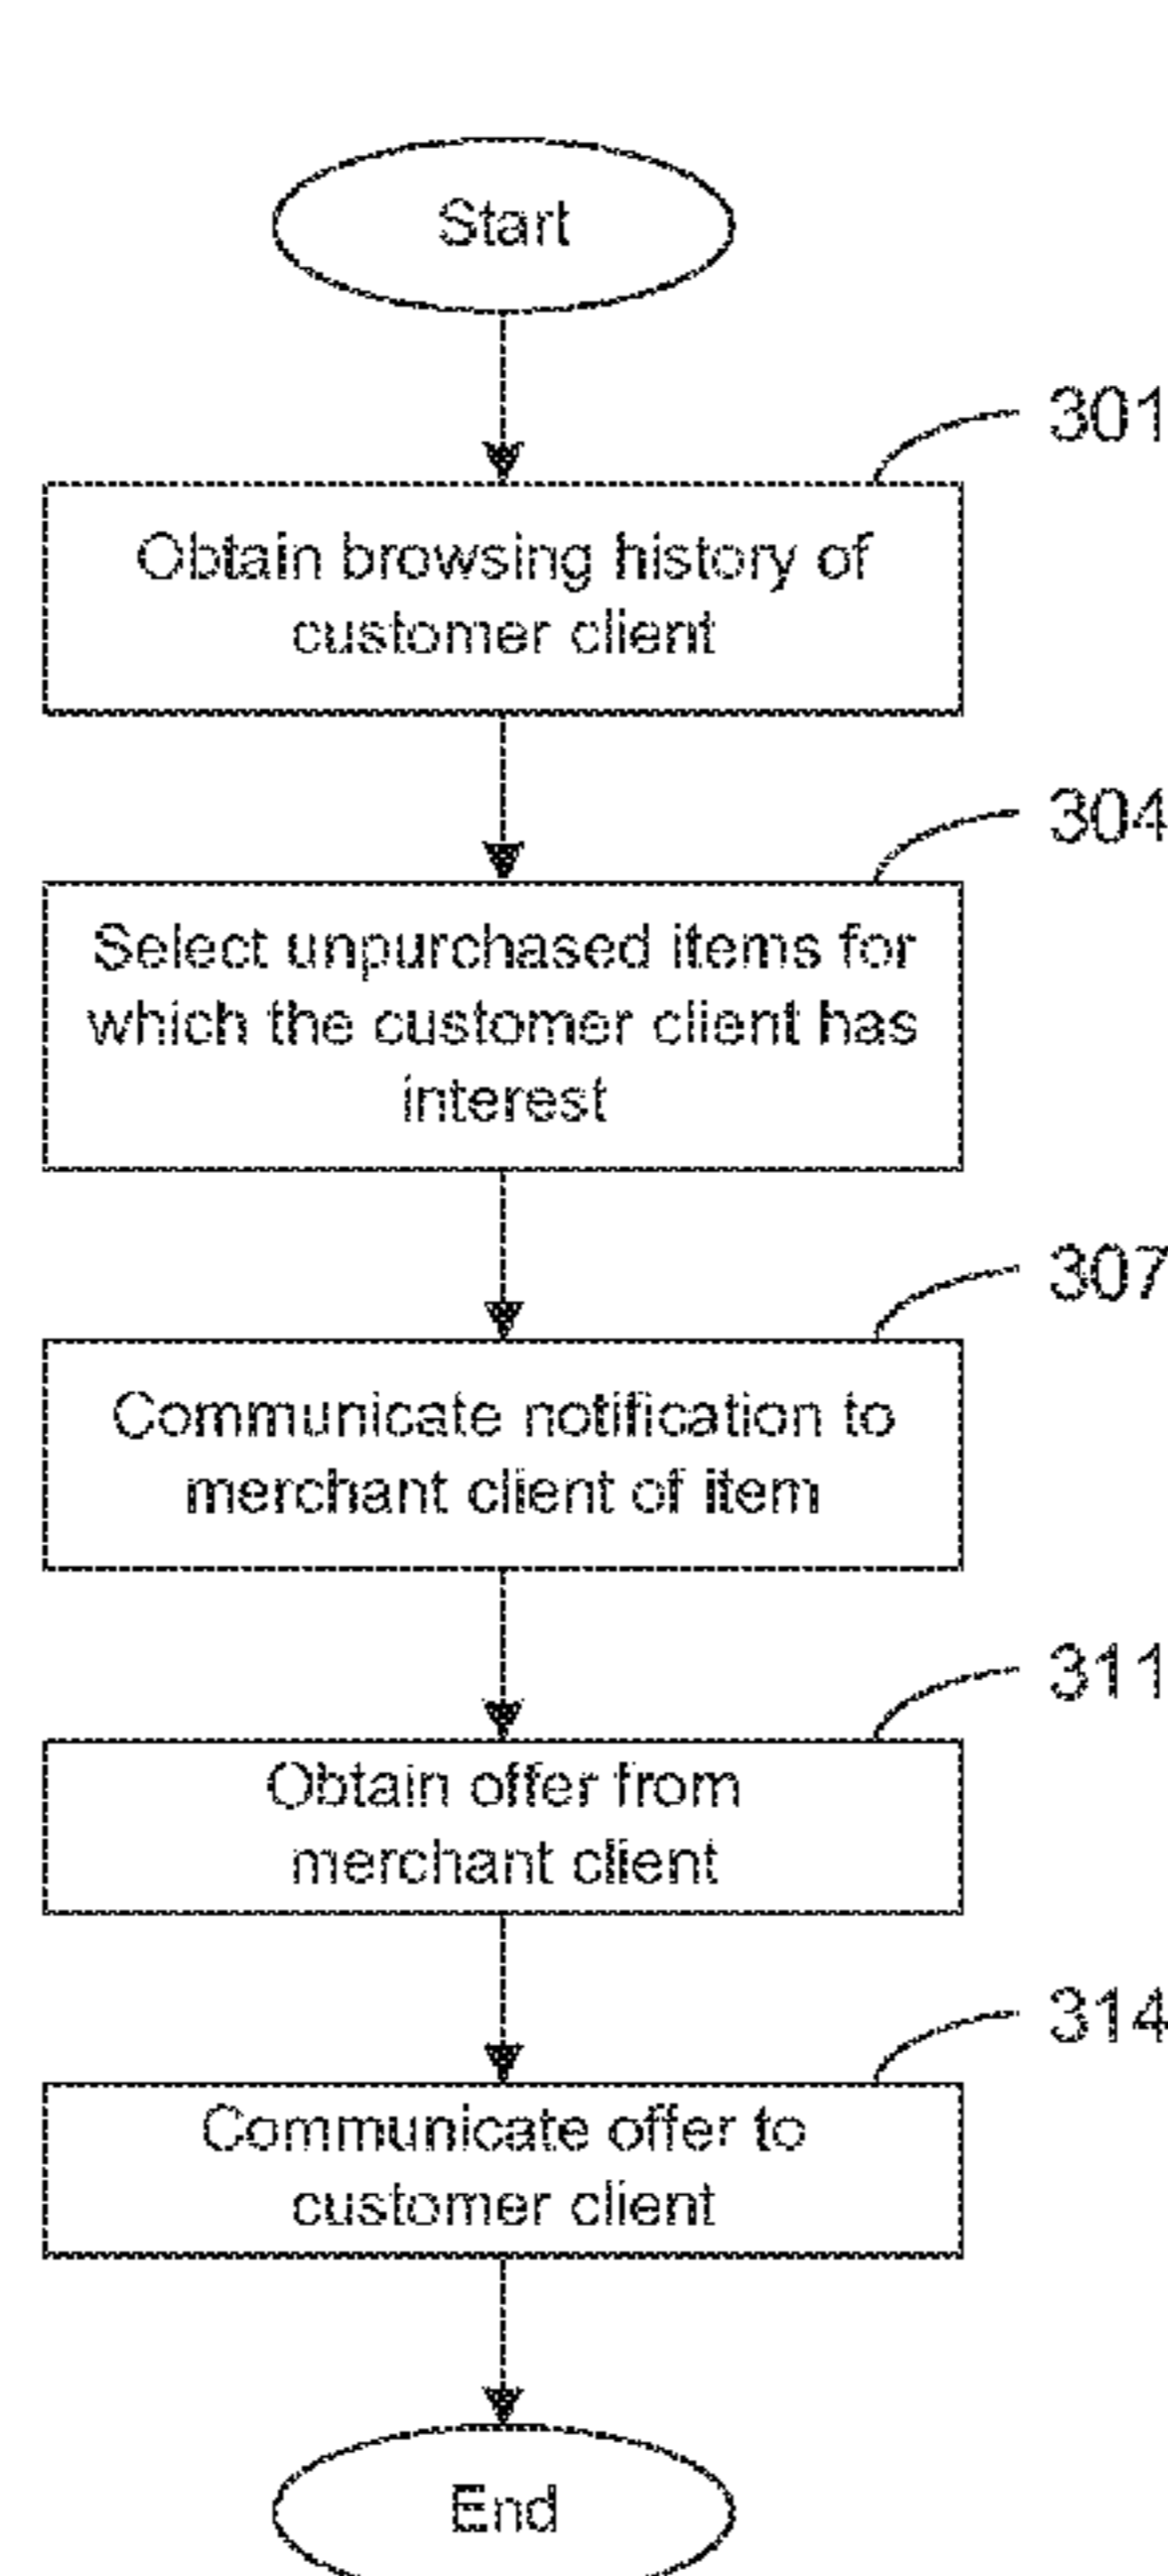 Start
301
Obtain browsing history of
customer client
304
Select unpurchased items for
which the customer client has
interest
307
Communicate notification to
merchant client of item
311
Obtain offer from
merchant client
314
Communicate offer to
customer client
End